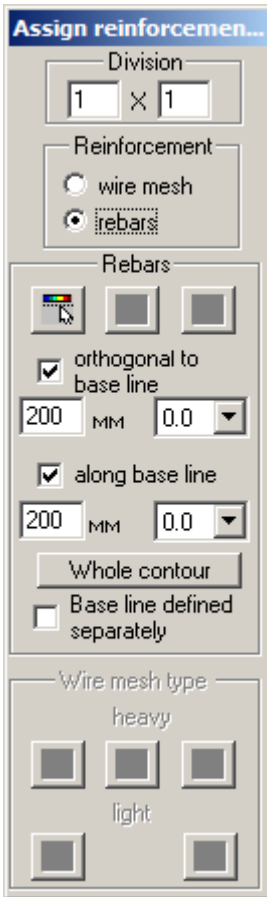 Assign reinforcemen...
Division
1 X 1
Reinforcement
wire mesh
rebars
Rebars
orthogonal to
base line
200 мм 0.0
along base line
200 мм 0.0
Whole contour
Base line defined
separately
Wire mesh type
heavy
light